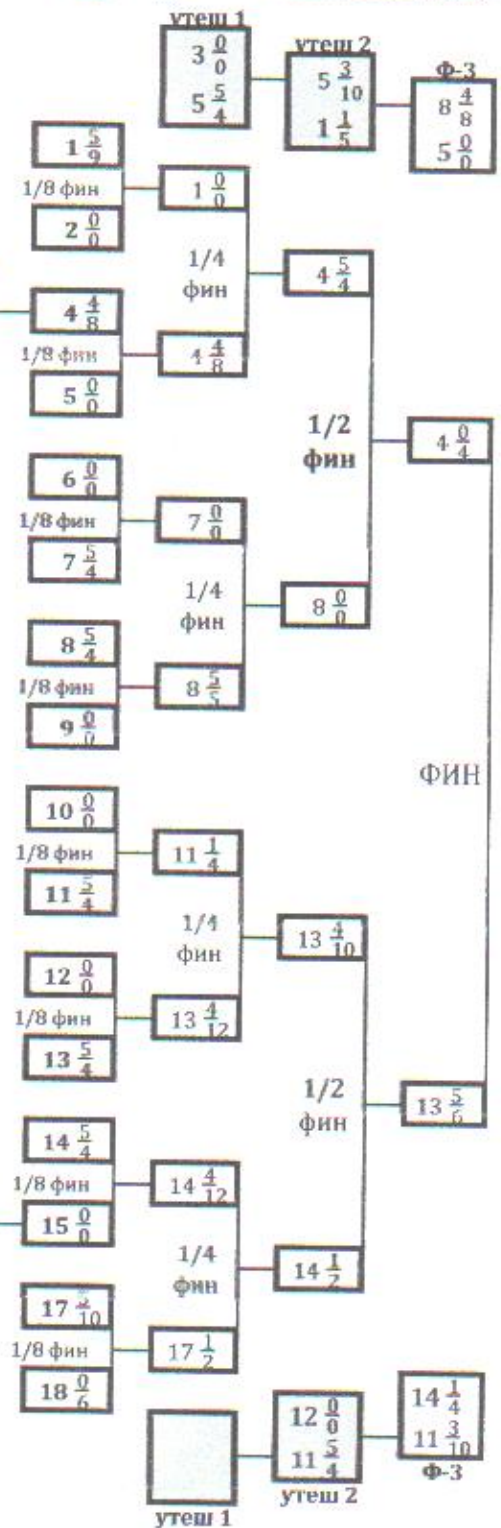 утеш 1
3 0/0
5 5/4
утеш 2
5 3/10
1 1/5
Ф-3
8 4/8
5 0/0
1 5/9
1/8 фин
2 0/0
1 0/0
1/4
фин
4 5/4
4 4/8
1/8 фин
5 0/0
4 4/8
1/2
фин
4 0/4
6 0/0
1/8 фин
7 5/4
7 0/0
1/4
фин
8 0/0
8 5/4
1/8 фин
9 0/0
8 5/5
ФИН
10 0/0
1/8 фин
11 5/4
11 1/4
1/4
фин
13 4/10
12 0/0
1/8 фин
13 5/4
13 4/12
1/2
фин
13 5/6
14 5/4
1/8 фин
15 0/0
14 4/12
1/4
фин
14 1/2
17 /10
1/8 фин
18 0/6
17 1/2
12 0/0
11 5/4
утеш 2
14 1/4
11 3/10
Ф-3
утеш 1